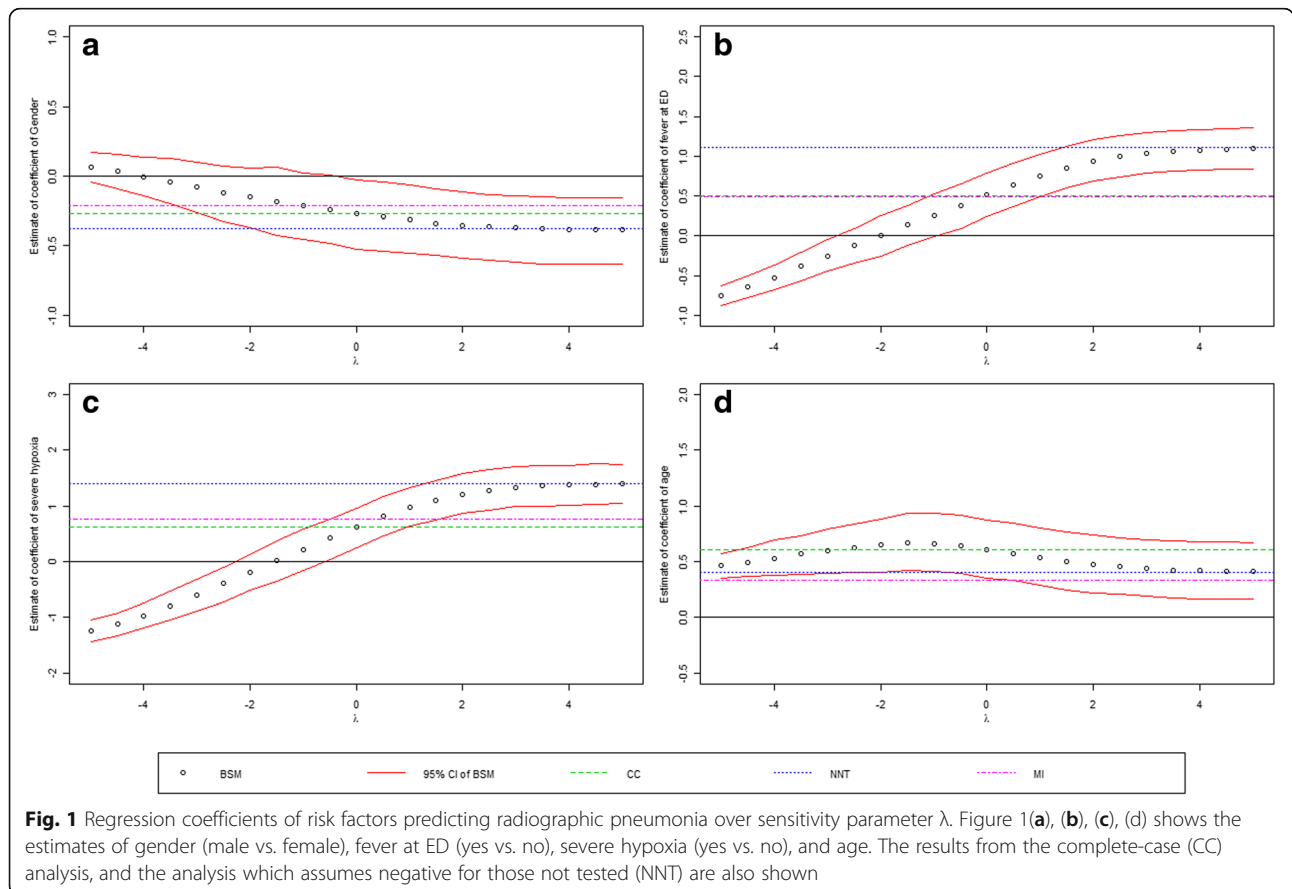 a
Estimate of coefficient of Gender
1.0
0.5
0.0
-0.5
-1.0
-4
-2
0
2
4
λ
b
Estimate of coefficient of fever at ED
2.5
2.0
1.5
1.0
0.5
0.0
-0.5
-1.0
-4
-2
0
2
4
λ
c
Estimate of coefficient of severe hypoxia
3
2
1
0
-1
-2
-4
-2
0
2
4
λ
d
Estimate of coefficient of age
2.0
1.5
1.0
0.5
0.0
-0.5
-4
-2
0
2
4
λ
BSM
95% CI of BSM
CC
NNT
MI
Fig. 1 Regression coefficients of risk factors predicting radiographic pneumonia over sensitivity parameter λ. Figure 1(a), (b), (c), (d) shows the
estimates of gender (male vs. female), fever at ED (yes vs. no), severe hypoxia (yes vs. no), and age. The results from the complete-case (CC)
analysis, and the analysis which assumes negative for those not tested (NNT) are also shown